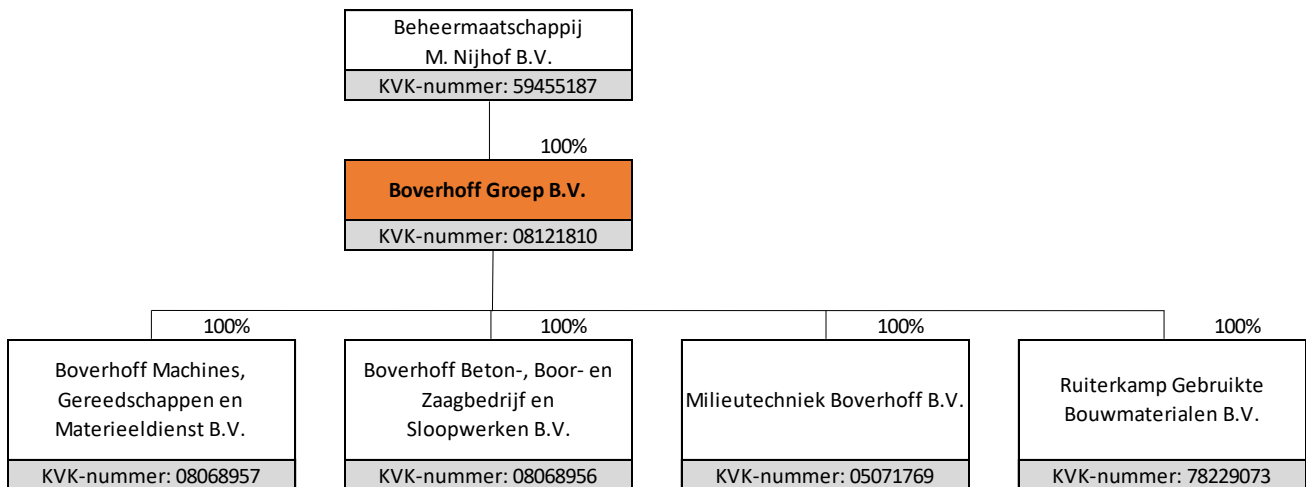 Beheermaatschappij
M. Nijhof B.V.
KVK-nummer: 59455187
100%
Boverhoff Groep B.V.
KVK-nummer: 08121810
100%
100%
100%
100%
Boverhoff Machines,
Gereedschappen en
Materieeldienst B.V.
KVK-nummer: 08068957
Boverhoff Beton-, Boor- en
Zaagbedrijf en
Sloopwerken B.V.
KVK-nummer: 08068956
Milieutechniek Boverhoff B.V.
KVK-nummer: 05071769
Ruiterkamp Gebruikte
Bouwmaterialen B.V.
KVK-nummer: 78229073